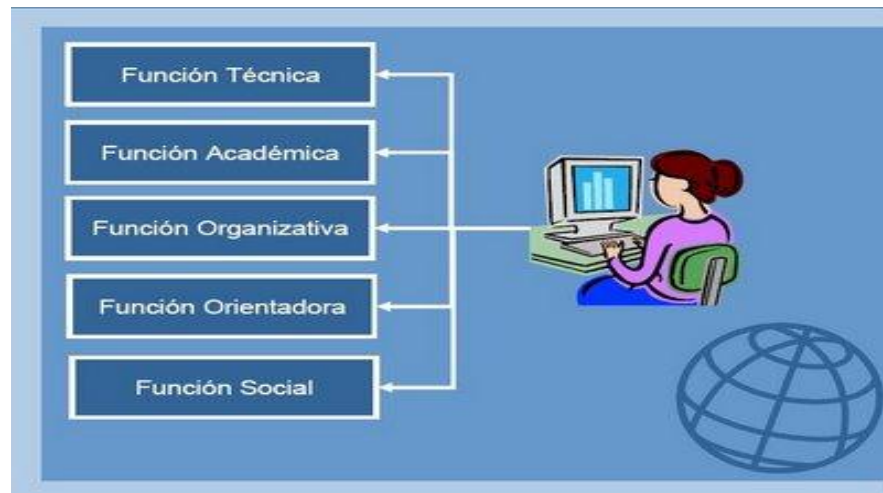 Función Técnica
Función Académica
Función Organizativa
Función Orientadora
Función Social